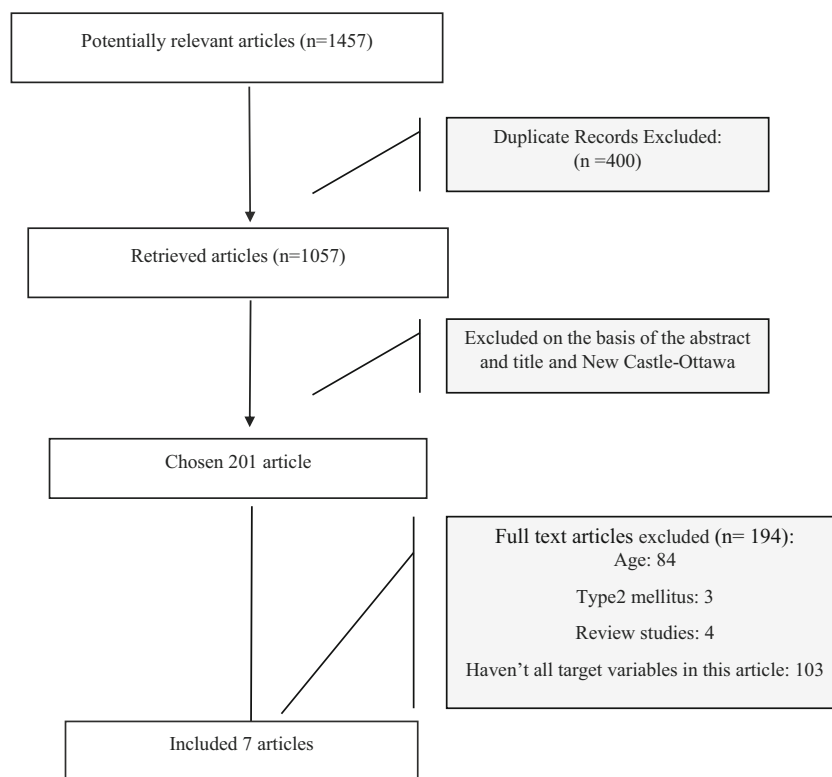 Potentially relevant articles (n=1457)
Duplicate Records Excluded:
(n =400)
Retrieved articles (n=1057)
Excluded on the basis of the abstract
and title and New Castle-Ottawa
Chosen 201 article
Full text articles excluded (n= 194):
Age: 84
Type2 mellitus: 3
Review studies: 4
Haven’t all target variables in this article: 103
Included 7 articles